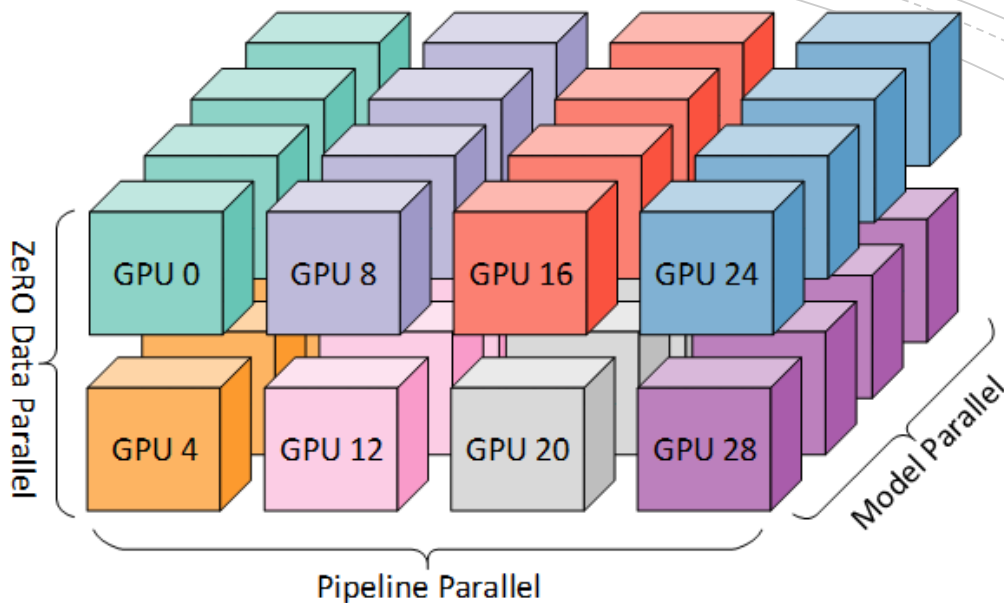 ZeRO Data Parallel
GPU 0
GPU 8
GPU 16
GPU 24
GPU 4
GPU 12
GPU 20
GPU 28
Model Parallel
Pipeline Parallel